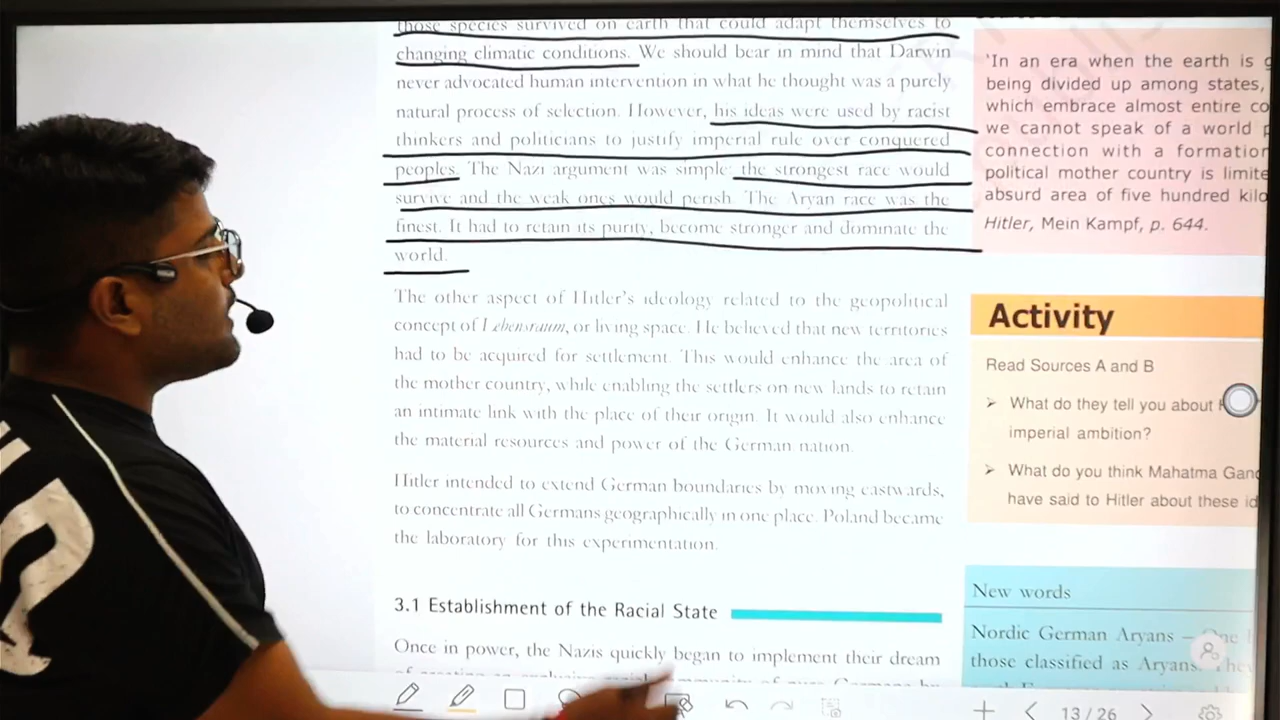 those species survived on earth that could adapt themselves to
changing climatic conditions. We should bear in mind that Darwin
never advocated human intervention in what he thought was a purely
natural process of selection. However, his ideas were used by racist
thinkers and politicians to justify imperial rule over conquered
peoples. The Nazi argument was simple: the strongest race would
survive and the weak ones would perish. The Aryan race was the
finest. It had to retain its purity, become stronger and dominate the
world.
The other aspect of Hitler's ideology related to the geopolitical
concept of Lebensraum, or living space. He believed that new territories
had to be acquired for settlement. This would enhance the area of
the mother country, while enabling the settlers on new lands to retain
an intimate link with the place of their origin. It would also enhance
the material resources and power of the German nation.
Hitler intended to extend German boundaries by moving eastwards,
to concentrate all Germans geographically in one place. Poland became
the laboratory for this experimentation.
3.1 Establishment of the Racial State
Once in power, the Nazis quickly began to implement their dream
'In an era when the earth is
being divided up among states,
which embrace almost entire
we cannot speak of a world
connection with a formation
political mother country is
absurd area of five hundred
Hitler, Mein Kampf, p. 644.
Activity
Read Sources A and B
➢ What do they tell you about
imperial ambition?
➢ What do you think Mahatma
have said to Hitler about these
New words
Nordic German Aryans –
those classified as Aryans.
13/26